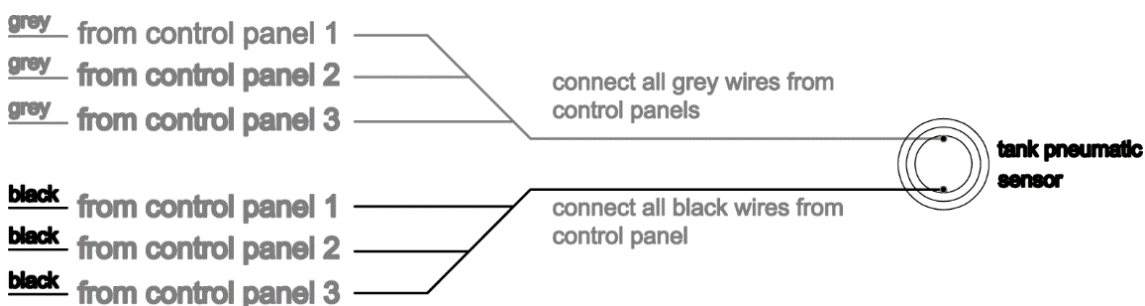 grey from control panel 1
grey from control panel 2
grey from control panel 3
connect all grey wires from
control panels
tank pneumatic
sensor
black from control panel 1
black from control panel 2
black from control panel 3
connect all black wires from
control panel